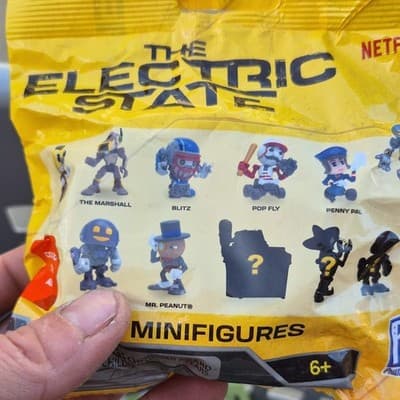 THE
ELECTRIC
STATE
NETF
THE MARSHALL
BLITZ
POP FLY
PENNY PAL
MR. PEANUT®
?
?
?
MINIFIGURES
6+